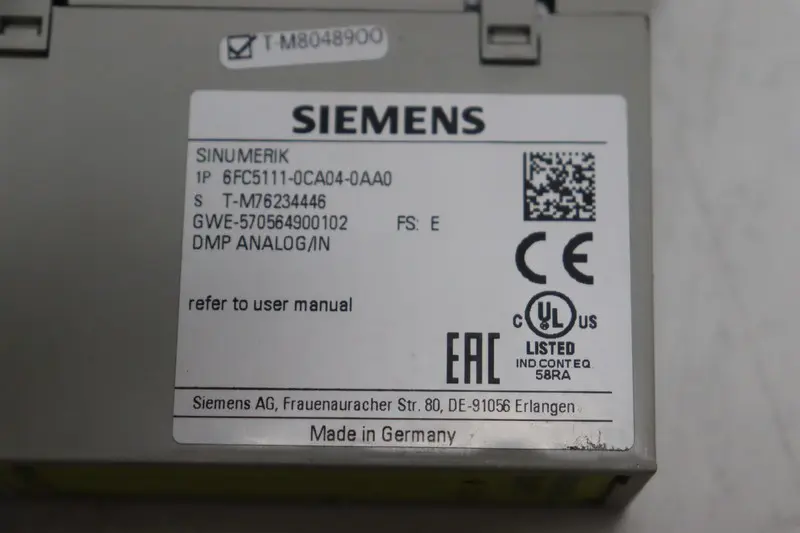 T-M8048900
SIEMENS
SINUMERIK
1P 6FC5111-0CA04-0AA0
S T-M76234446
GWE-570564900102 FS: E
DMP ANALOG/IN
CE
refer to user manual
C UL US
LISTED
IND CONT EQ
58RA
EAC
Siemens AG, Frauenauracher Str. 80, DE-91056 Erlangen
Made in Germany